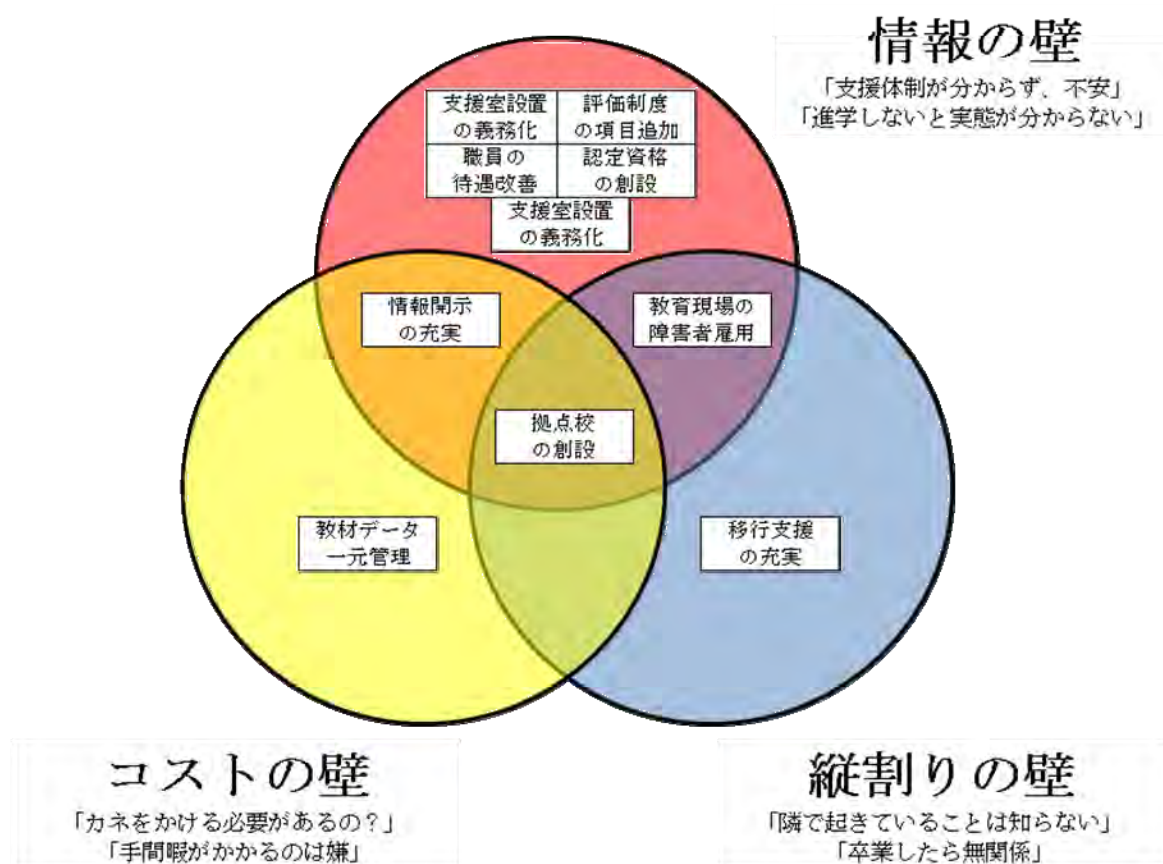 情報の壁
「支援体制が分からず、不安」
「進学しないと実態が分からない」
支援室設置
の義務化
評価制度
の項目追加
職員の
待遇改善
認定資格
の創設
支援室設置
の義務化
情報開示
の充実
教育現場の
障害者雇用
拠点校
の創設
教材データ
一元管理
移行支援
の充実
コストの壁
「カネをかける必要があるの？」
「手間暇がかかるのは嫌」
縦割りの壁
「隣で起きていることは知らない」
「卒業したら無関係」